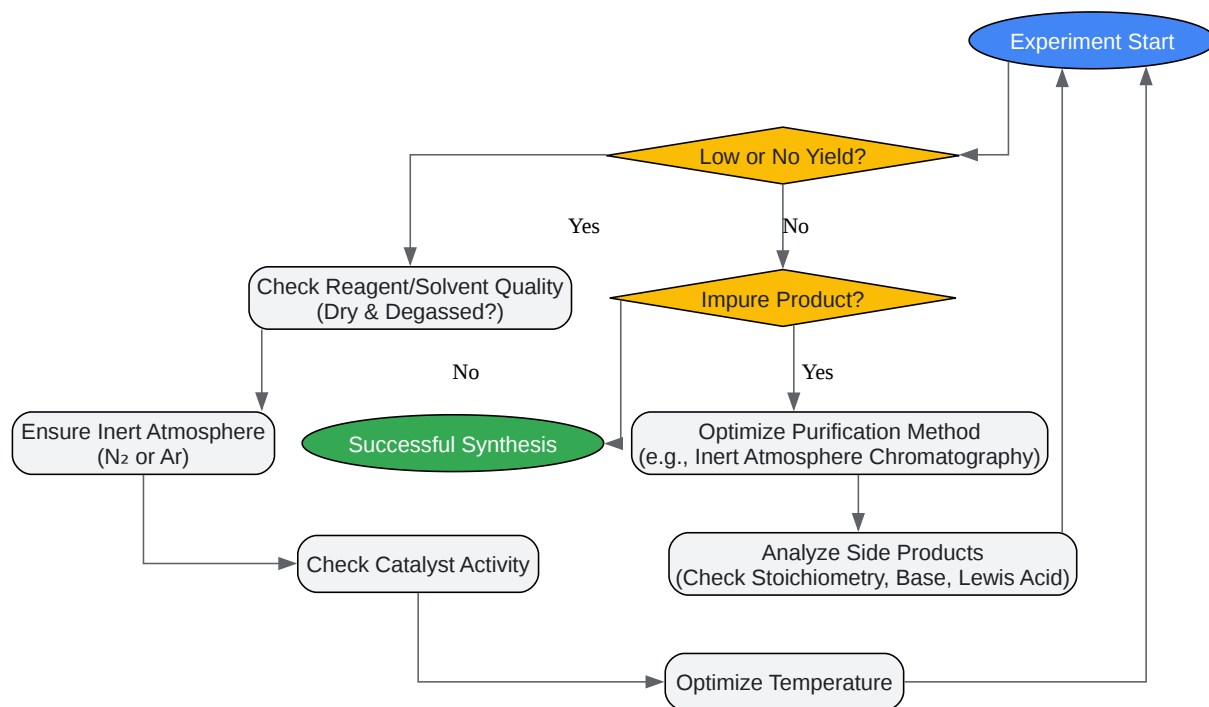 Experiment Start
Low or No Yield?
Yes
No
Check Reagent/Solvent Quality
(Dry & Degassed?)
Impure Product?
No
Yes
Ensure Inert Atmosphere
(N₂ or Ar)
Successful Synthesis
Optimize Purification Method
(e.g., Inert Atmosphere Chromatography)
Check Catalyst Activity
Analyze Side Products
(Check Stoichiometry, Base, Lewis Acid)
Optimize Temperature